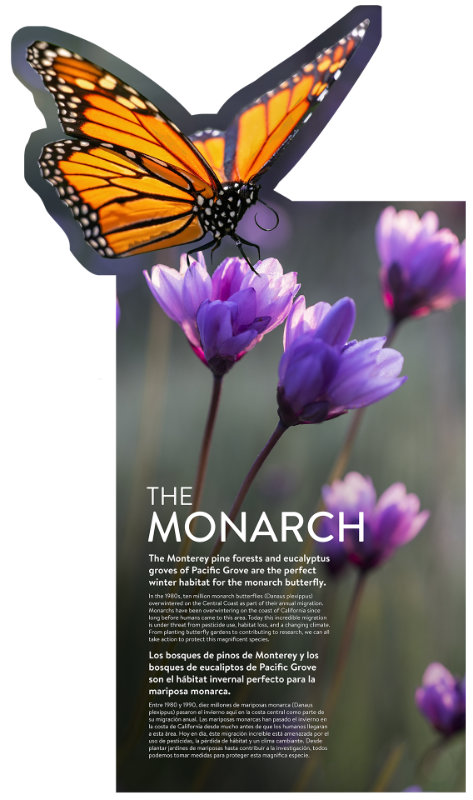 THE
MONARCH
The Monterey pine forests and eucalyptus
groves of Pacific Grove are the perfect
winter habitat for the monarch butterfly.
In the 1980s, ten million monarch butterflies (Danaus plexippus)
overwintered on the Central Coast as part of their annual migration.
Monarchs have been overwintering on the coast of California since
long before humans came to this area. Today this incredible migration
is under threat from pesticide use, habitat loss, and a changing climate.
From planting butterfly gardens to contributing to research, we can all
take action to protect this magnificent species.
Los bosques de pinos de Monterey y los
bosques de eucaliptos de Pacific Grove
son el hábitat invernal perfecto para la
mariposa monarca.
Entre 1980 y 1990, diez millones de mariposas monarca (Danaus
plexippus) pasaron el invierno aquí en la costa central como parte de
su migración anual. Las mariposas monarcas han pasado el invierno en
la costa de California desde mucho antes de que los humanos llegaran
a esta área. Hoy en día, éste migración increíble está amenazada por el
uso de pesticidas, la pérdida de hábitat y un clima cambiante. Desde
plantar jardines de mariposas hasta contribuir a la investigación, todos
podemos tomar medidas para proteger esta magnífica especie.